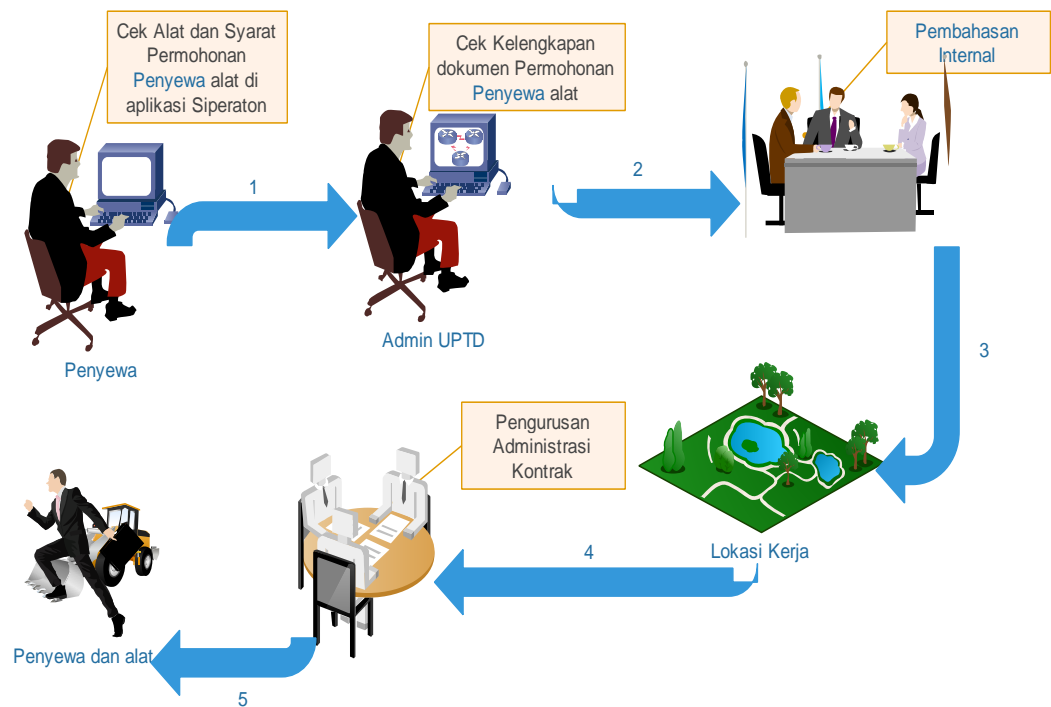 Cek Alat dan Syarat
Permohonan
Penyewa alat di
aplikasi Siperaton
Cek Kelengkapan
dokumen Permohonan
Penyewa alat
Pembahasan
Internal
1
2
Admin UPTD
Penyewa
3
Pengurusan
Administrasi
Kontrak
Lokasi Kerja
4
Penyewa dan alat
5